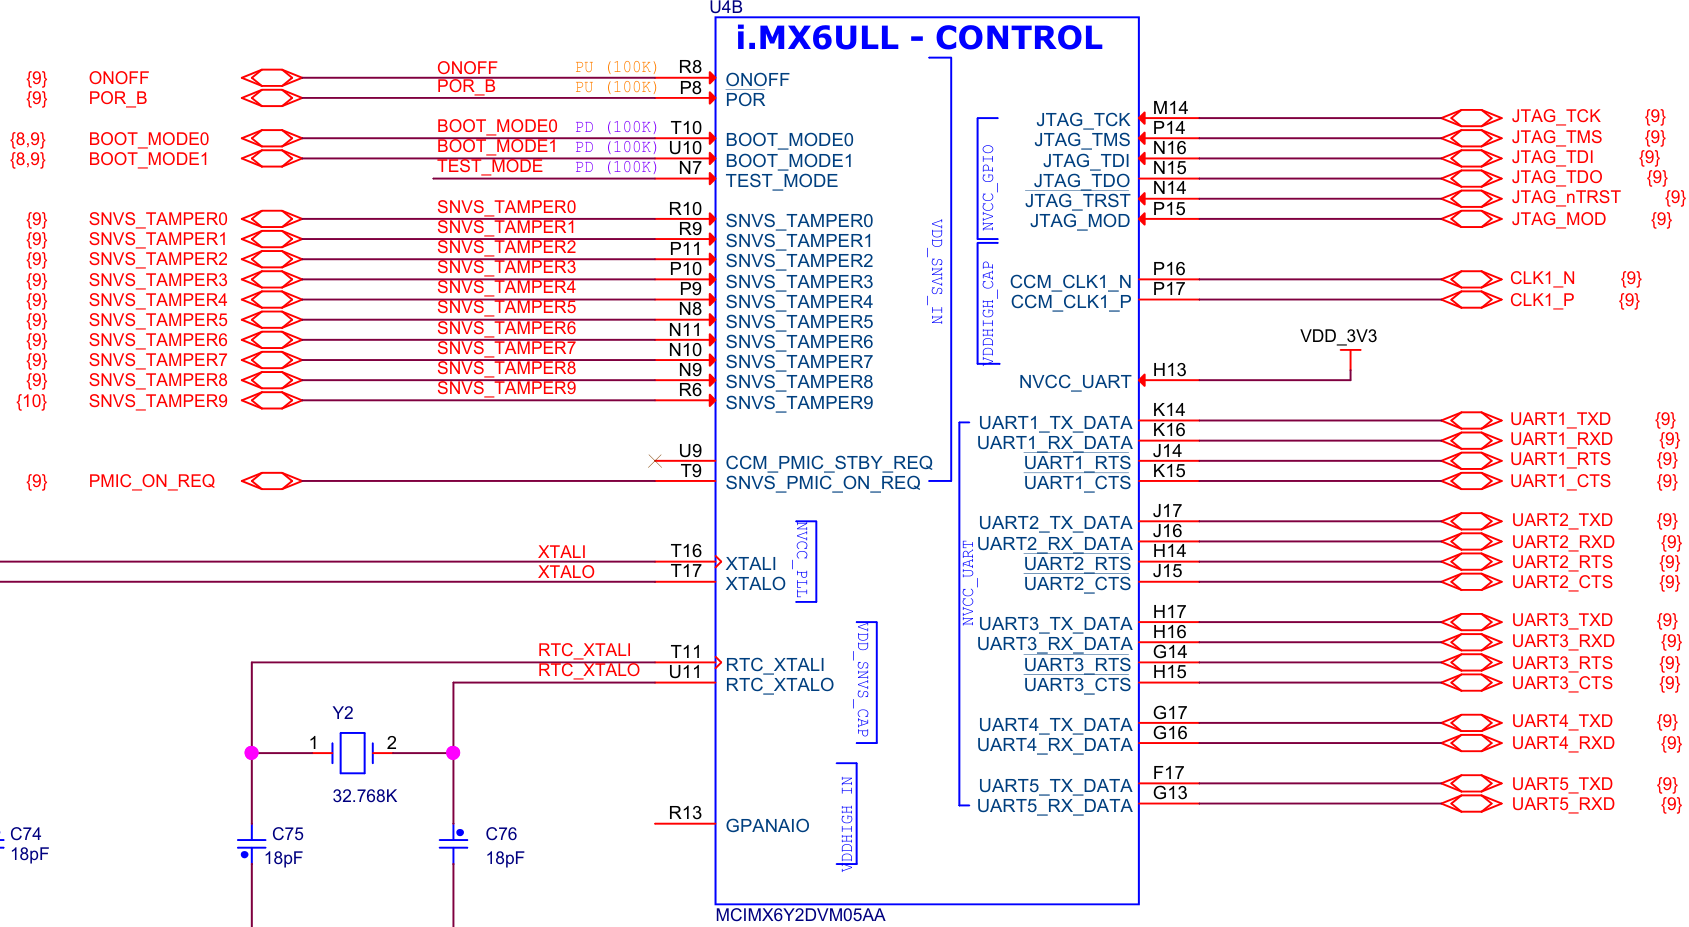 U4B
i.MX6ULL - CONTROL
{9} ONOFF ONOFF PU (100K) R8 ONOFF
{9} POR_B POR_B PU (100K) P8 POR
{8,9} BOOT_MODE0 BOOT_MODE0 PD (100K) T10 BOOT_MODE0
{8,9} BOOT_MODE1 BOOT_MODE1 PD (100K) U10 BOOT_MODE1
TEST_MODE PD (100K) N7 TEST_MODE
{9} SNVS_TAMPER0 SNVS_TAMPER0 R10 SNVS_TAMPER0
{9} SNVS_TAMPER1 SNVS_TAMPER1 R9 SNVS_TAMPER1
{9} SNVS_TAMPER2 SNVS_TAMPER2 P11 SNVS_TAMPER2
{9} SNVS_TAMPER3 SNVS_TAMPER3 P10 SNVS_TAMPER3
{9} SNVS_TAMPER4 SNVS_TAMPER4 P9 SNVS_TAMPER4
{9} SNVS_TAMPER5 SNVS_TAMPER5 N8 SNVS_TAMPER5
{9} SNVS_TAMPER6 SNVS_TAMPER6 N11 SNVS_TAMPER6
{9} SNVS_TAMPER7 SNVS_TAMPER7 N10 SNVS_TAMPER7
{9} SNVS_TAMPER8 SNVS_TAMPER8 N9 SNVS_TAMPER8
{10} SNVS_TAMPER9 SNVS_TAMPER9 R6 SNVS_TAMPER9
U9 CCM_PMIC_STBY_REQ
{9} PMIC_ON_REQ T9 SNVS_PMIC_ON_REQ
VDD_SNVS_IN
XTALI T16 XTALI
XTALO T17 XTALO
NVCC_PLL
RTC_XTALI T11 RTC_XTALI
RTC_XTALO U11 RTC_XTALO
VDD_SNVS_CAP
Y2
1 2
32.768K
R13 GPANAIO
VDDHIGH IN
C74
18pF
C75
18pF
C76
18pF
JTAG_TCK M14 JTAG_TCK {9}
JTAG_TMS P14 JTAG_TMS {9}
JTAG_TDI N16 JTAG_TDI {9}
JTAG_TDO N15 JTAG_TDO {9}
JTAG_TRST N14 JTAG_nTRST {9}
JTAG_MOD P15 JTAG_MOD {9}
NVCC_GPIO
CCM_CLK1_N P16 CLK1_N {9}
CCM_CLK1_P P17 CLK1_P {9}
VDDHIGH_CAP
VDD_3V3
NVCC_UART H13
UART1_TX_DATA K14 UART1_TXD {9}
UART1_RX_DATA K16 UART1_RXD {9}
UART1_RTS J14 UART1_RTS {9}
UART1_CTS K15 UART1_CTS {9}
UART2_TX_DATA J17 UART2_TXD {9}
UART2_RX_DATA J16 UART2_RXD {9}
UART2_RTS H14 UART2_RTS {9}
UART2_CTS J15 UART2_CTS {9}
NVCC_UART
UART3_TX_DATA H17 UART3_TXD {9}
UART3_RX_DATA H16 UART3_RXD {9}
UART3_RTS G14 UART3_RTS {9}
UART3_CTS H15 UART3_CTS {9}
UART4_TX_DATA G17 UART4_TXD {9}
UART4_RX_DATA G16 UART4_RXD {9}
UART5_TX_DATA F17 UART5_TXD {9}
UART5_RX_DATA G13 UART5_RXD {9}
MCIMX6Y2DVM05AA